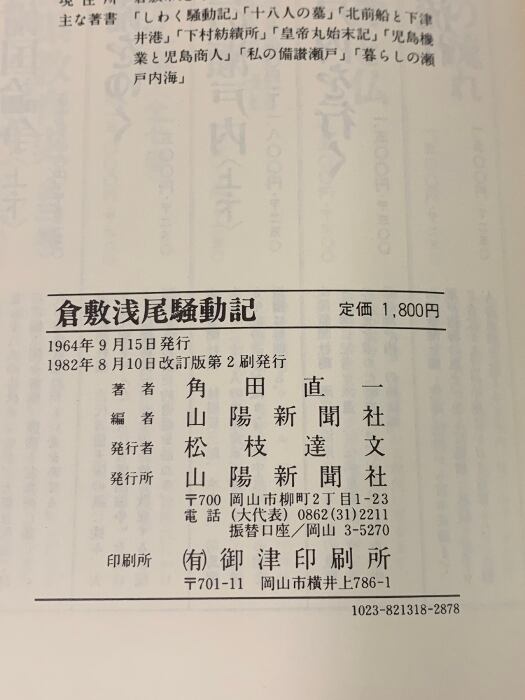 現住所
主な著書 「しわく騒動記」「十八人の墓」「北前船と下津
井港」「下村紡績所」「皇帝丸始末記」「児島機
業と児島商人」「私の備讃瀬戸」「暮らしの瀬
戸内海」
倉敷浅尾騒動記 定価 1,800円
1964年9月15日発行
1982年8月10日改訂版第2刷発行
著者 角田直一
編者 山陽新聞社
発行者 松枝達文
発行所 山陽新聞社
〒700 岡山市柳町2丁目1-23
電話 (大代表) 0862(31)2211
振替口座／岡山 3-5270
印刷所 ㈲御津印刷所
〒701-11 岡山市横井上786-1
1023-821318-2878